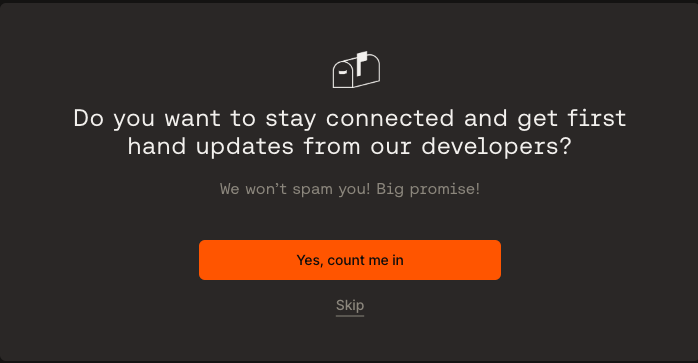 Do you want to stay connected and get first
hand updates from our developers?
We won't spam you! Big promise!
Yes, count me in
Skip